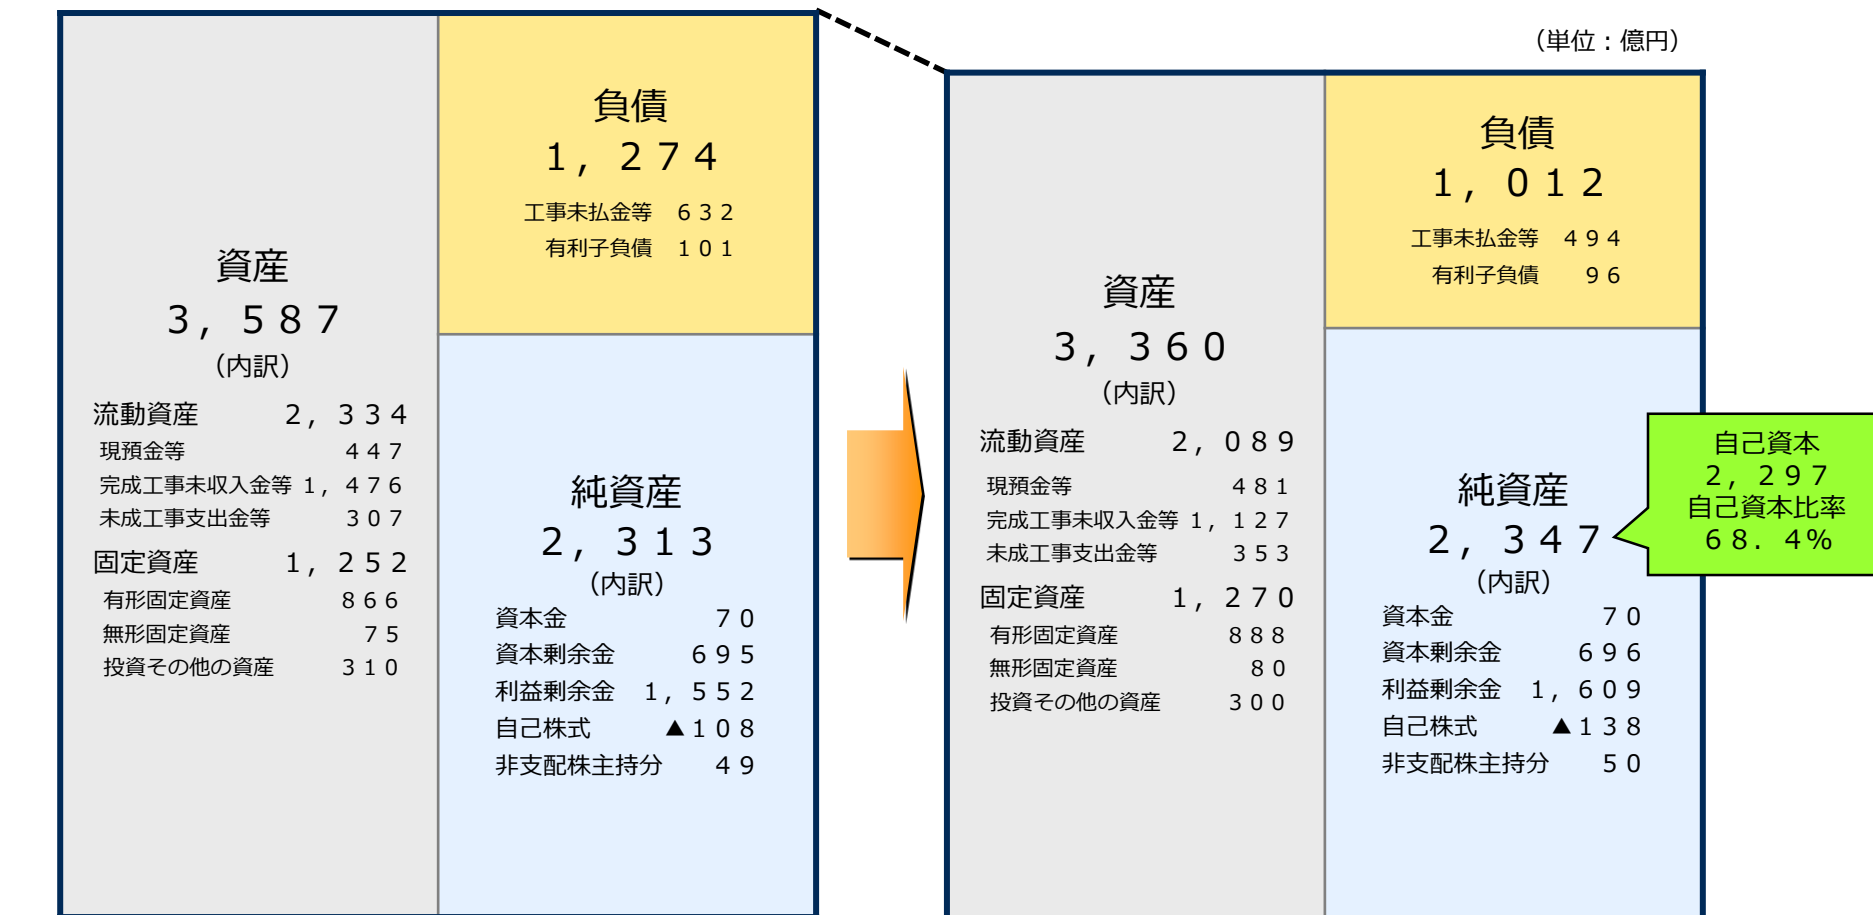 (単位：億円)
資産
３，５８７
(内訳)
流動資産 ２，３３４
現預金等 ４４７
完成工事未収入金等 １，４７６
未成工事支出金等 ３０７
固定資産 １，２５２
有形固定資産 ８６６
無形固定資産 ７５
投資その他の資産 ３１０
負債
１，２７４
工事未払金等 ６３２
有利子負債 １０１
純資産
２，３１３
(内訳)
資本金 ７０
資本剰余金 ６９５
利益剰余金 １，５５２
自己株式 ▲１０８
非支配株主持分 ４９
資産
３，３６０
(内訳)
流動資産 ２，０８９
現預金等 ４８１
完成工事未収入金等 １，１２７
未成工事支出金等 ３５３
固定資産 １，２７０
有形固定資産 ８８８
無形固定資産 ８０
投資その他の資産 ３００
負債
１，０１２
工事未払金等 ４９４
有利子負債 ９６
純資産
２，３４７
(内訳)
資本金 ７０
資本剰余金 ６９６
利益剰余金 １，６０９
自己株式 ▲１３８
非支配株主持分 ５０
自己資本
２，２９７
自己資本比率
６８．４％